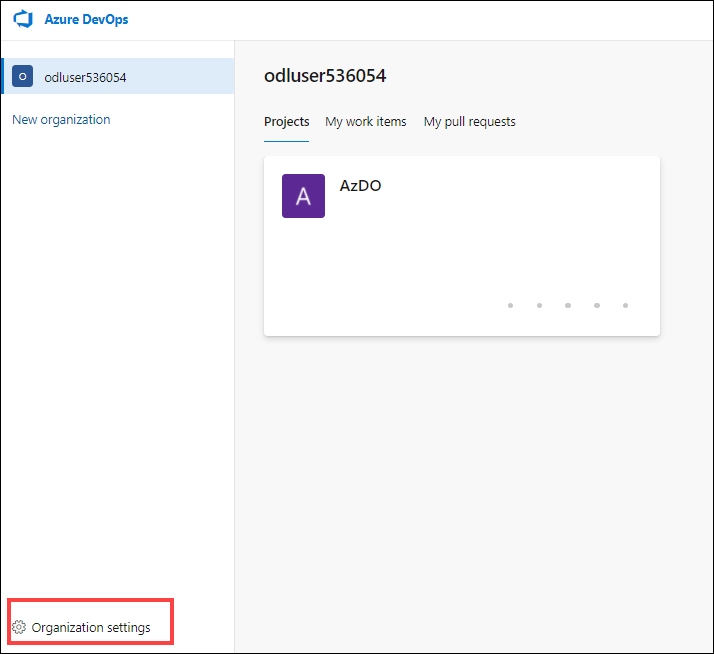 Azure DevOps
O odluser536054
New organization
odluser536054
Projects My work items My pull requests
A AzDO
Organization settings